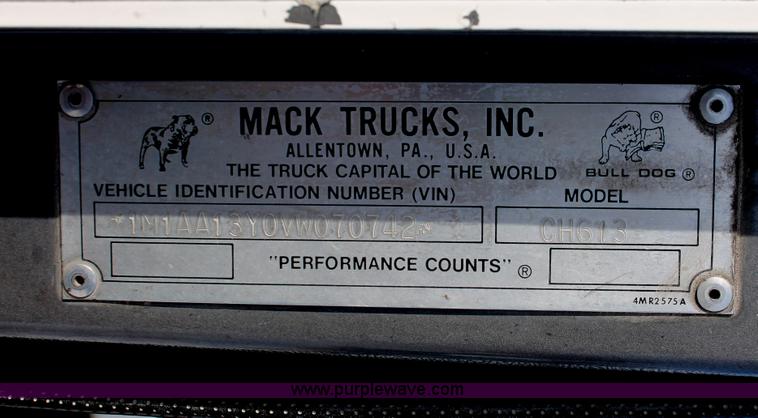 MACK TRUCKS, INC.
ALLENTOWN, PA., U.S.A.
THE TRUCK CAPITAL OF THE WORLD
BULL DOG ®
VEHICLE IDENTIFICATION NUMBER (VIN) MODEL
*1M1AA13Y0VW070742* CH613
"PERFORMANCE COUNTS" ®
4MR2575A
www.purplewave.com